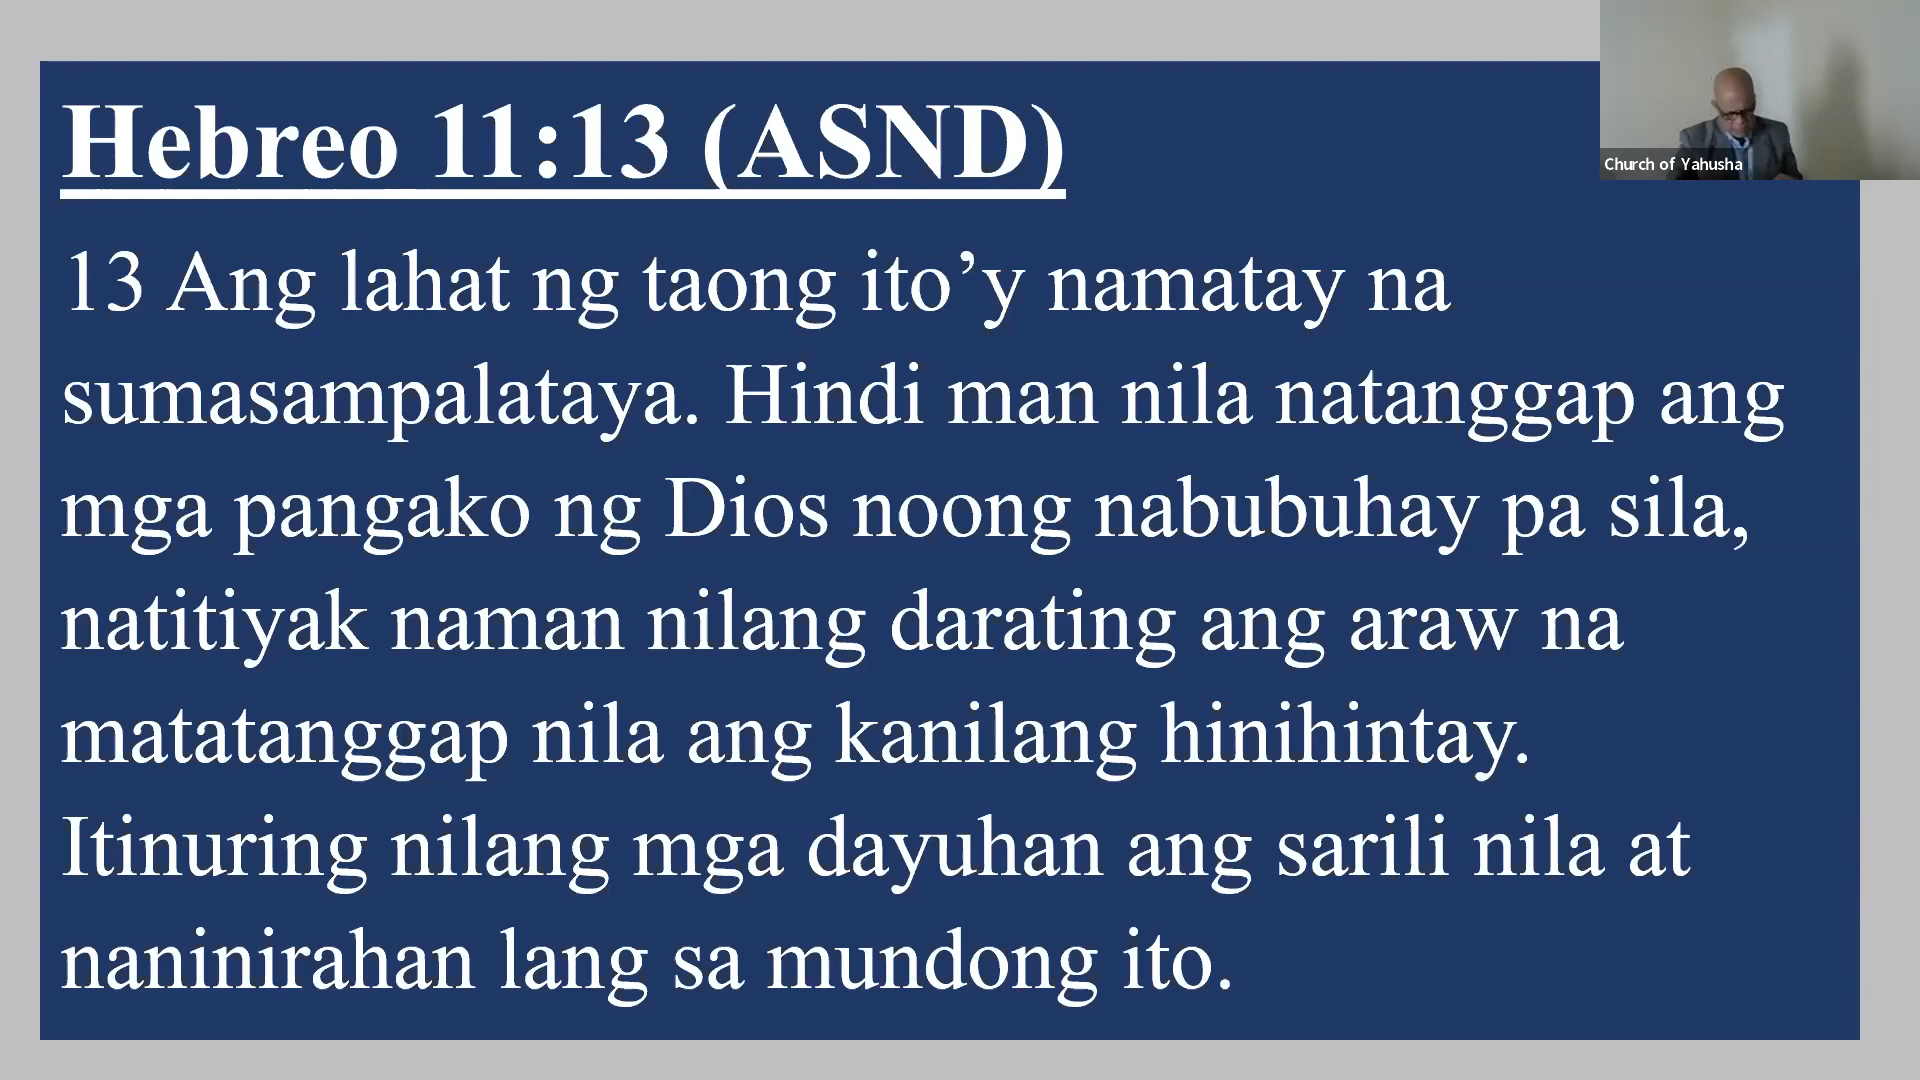 Hebreo 11:13 (ASND)
Church of Yahusha
13 Ang lahat ng taong ito’y namatay na
sumasampalataya. Hindi man nila natanggap ang
mga pangako ng Dios noong nabubuhay pa sila,
natitiyak naman nilang darating ang araw na
matatanggap nila ang kanilang hinihintay.
Itinuring nilang mga dayuhan ang sarili nila at
naninirahan lang sa mundong ito.